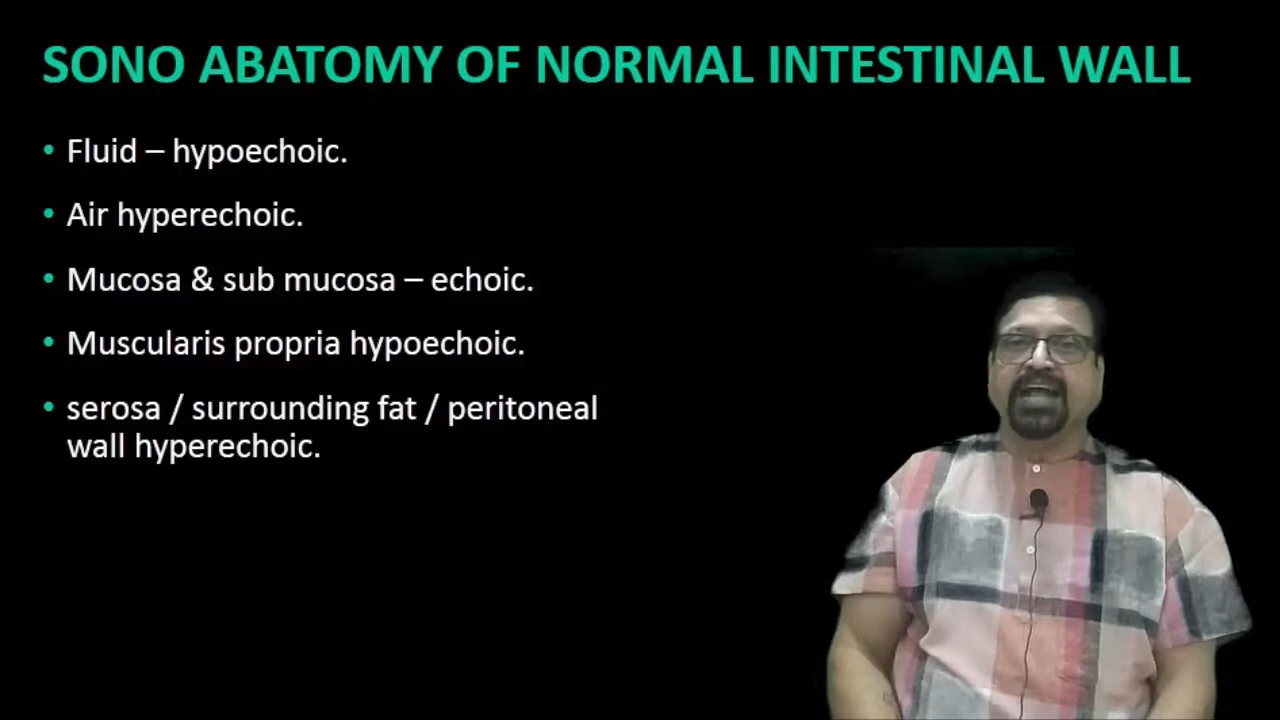 SONO ABATOMY OF NORMAL INTESTINAL WALL
• Fluid – hypoechoic.
• Air hyperechoic.
• Mucosa & sub mucosa – echoic.
• Muscularis propria hypoechoic.
• serosa / surrounding fat / peritoneal
wall hyperechoic.